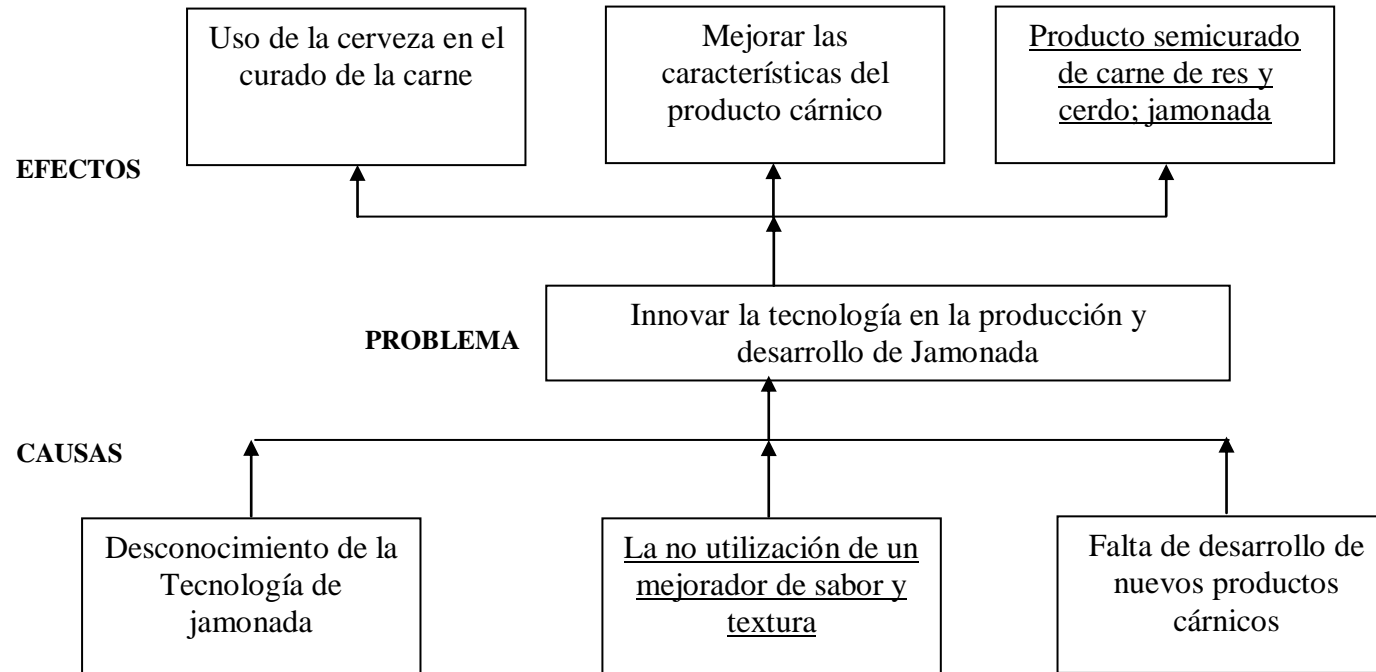 Uso de la cerveza en el
curado de la carne
Mejorar las
características del
producto cárnico
Producto semicurado
de carne de res y
cerdo; jamonada
EFECTOS
Innovar la tecnología en la producción y
desarrollo de Jamonada
PROBLEMA
CAUSAS
Desconocimiento de la
Tecnología de
jamonada
La no utilización de un
mejorador de sabor y
textura
Falta de desarrollo de
nuevos productos
cárnicos